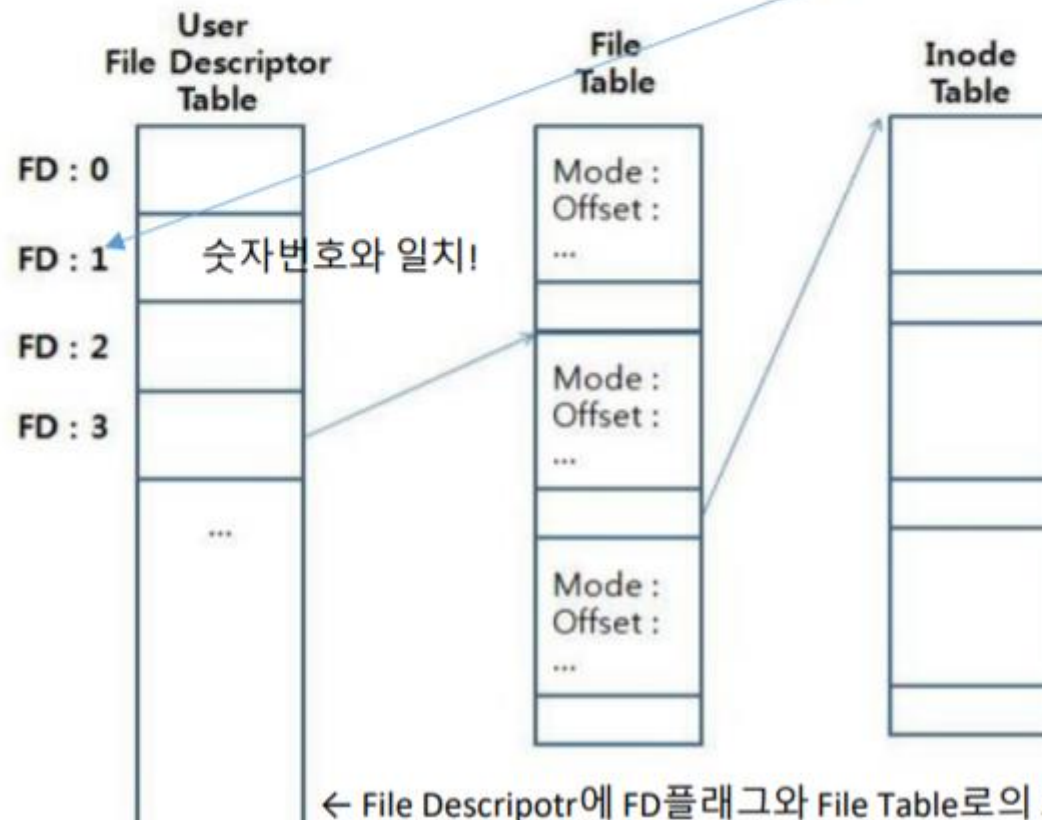 User
File Descriptor
Table
File
Table
Inode
Table
FD : 0
FD : 1
FD : 2
FD : 3
숫자번호와 일치!
...
Mode :
Offset :
...
Mode :
Offset :
...
Mode :
Offset :
...
← File Descripotr에 FD플래그와 File Table로의